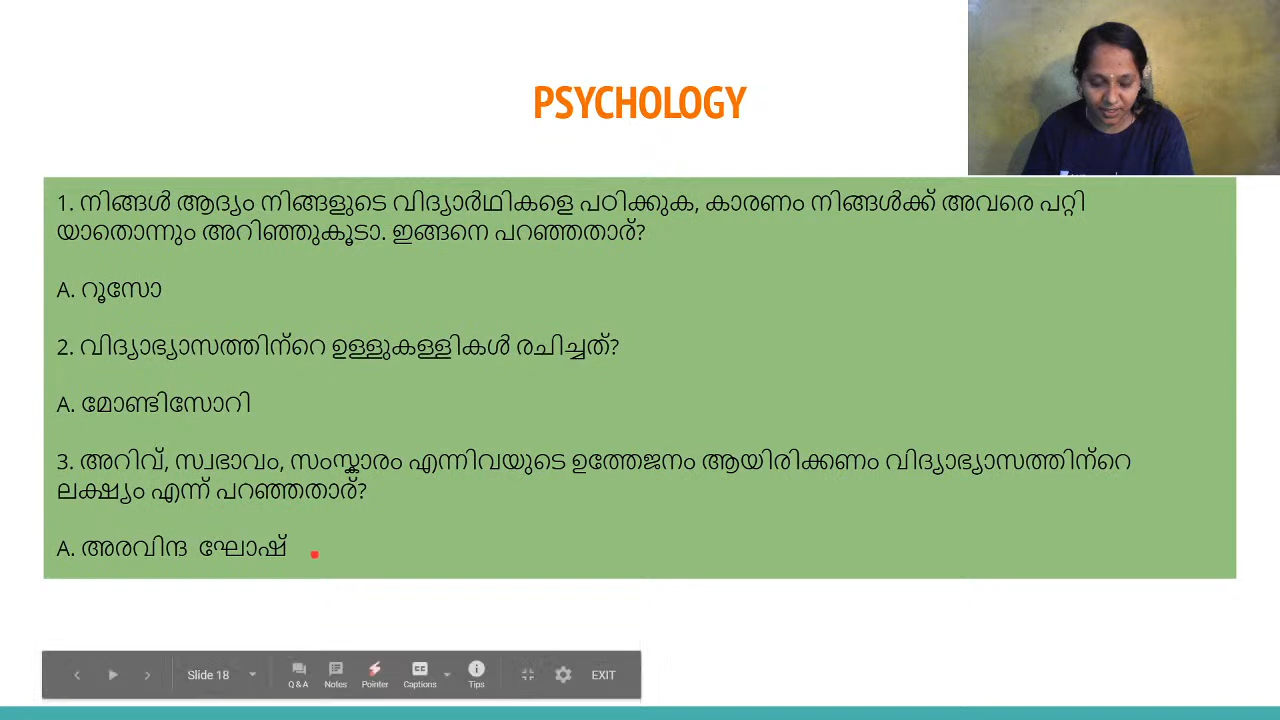 PSYCHOLOGY
1. നിങ്ങൾ ആദ്യം നിങ്ങളുടെ വിദ്യാർഥികളെ പഠിക്കുക, കാരണം നിങ്ങൾക്ക് അവരെ പറ്റി
യാതൊന്നും അറിഞ്ഞുകൂടാ. ഇങ്ങനെ പറഞ്ഞതാര്?
A. റൂസോ
2. വിദ്യാഭ്യാസത്തിന്റെ ഉള്ളുകള്ളികൾ രചിച്ചത്?
A. മോണ്ടിസോറി
3. അറിവ്, സ്വഭാവം, സംസ്കാരം എന്നിവയുടെ ഉത്തേജനം ആയിരിക്കണം വിദ്യാഭ്യാസത്തിന്റെ
ലക്ഷ്യം എന്ന് പറഞ്ഞതാര്?
A. അരവിന്ദ ഘോഷ്
Slide 18
Q & A
Notes
Pointer
Captions
Tips
EXIT